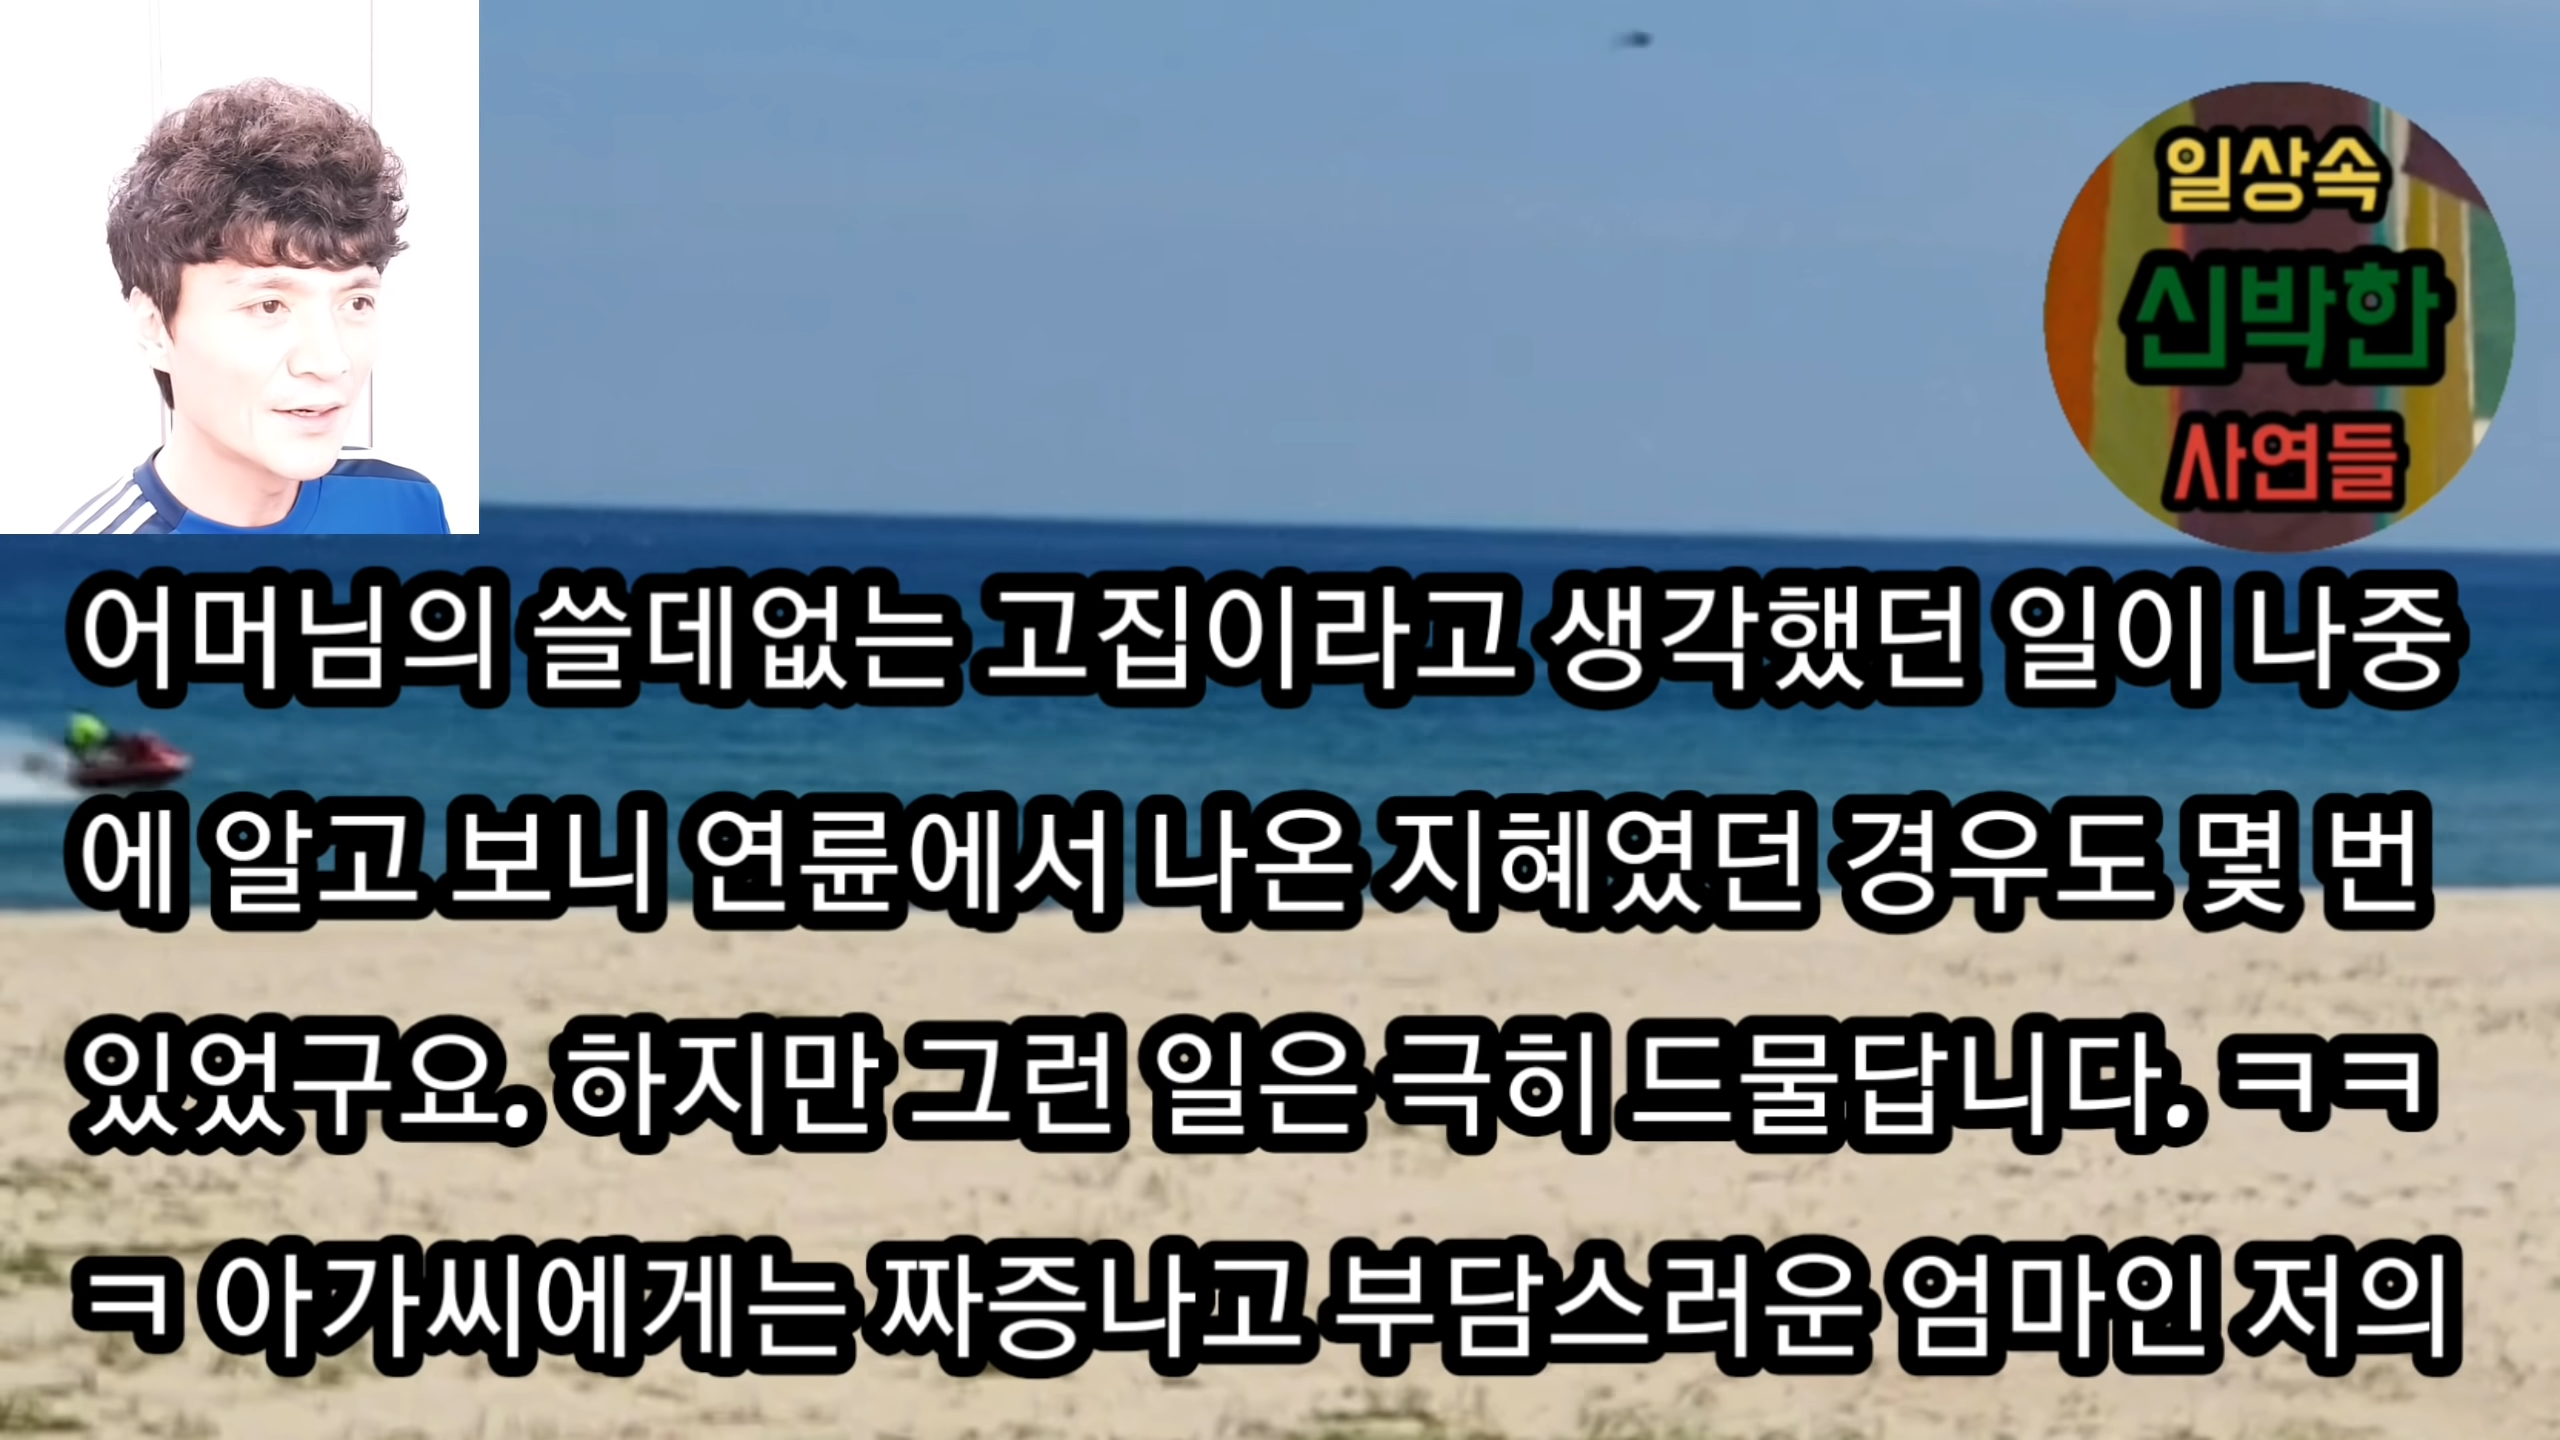 일상속
신박한
사연들
어머님의 쓸데없는 고집이라고 생각했던 일이 나중
에 알고 보니 연륜에서 나온 지혜였던 경우도 몇 번
있었구요. 하지만 그런 일은 극히 드물답니다. ㅋㅋ
ㅋ 아가씨에게는 짜증나고 부담스러운 엄마인 저의